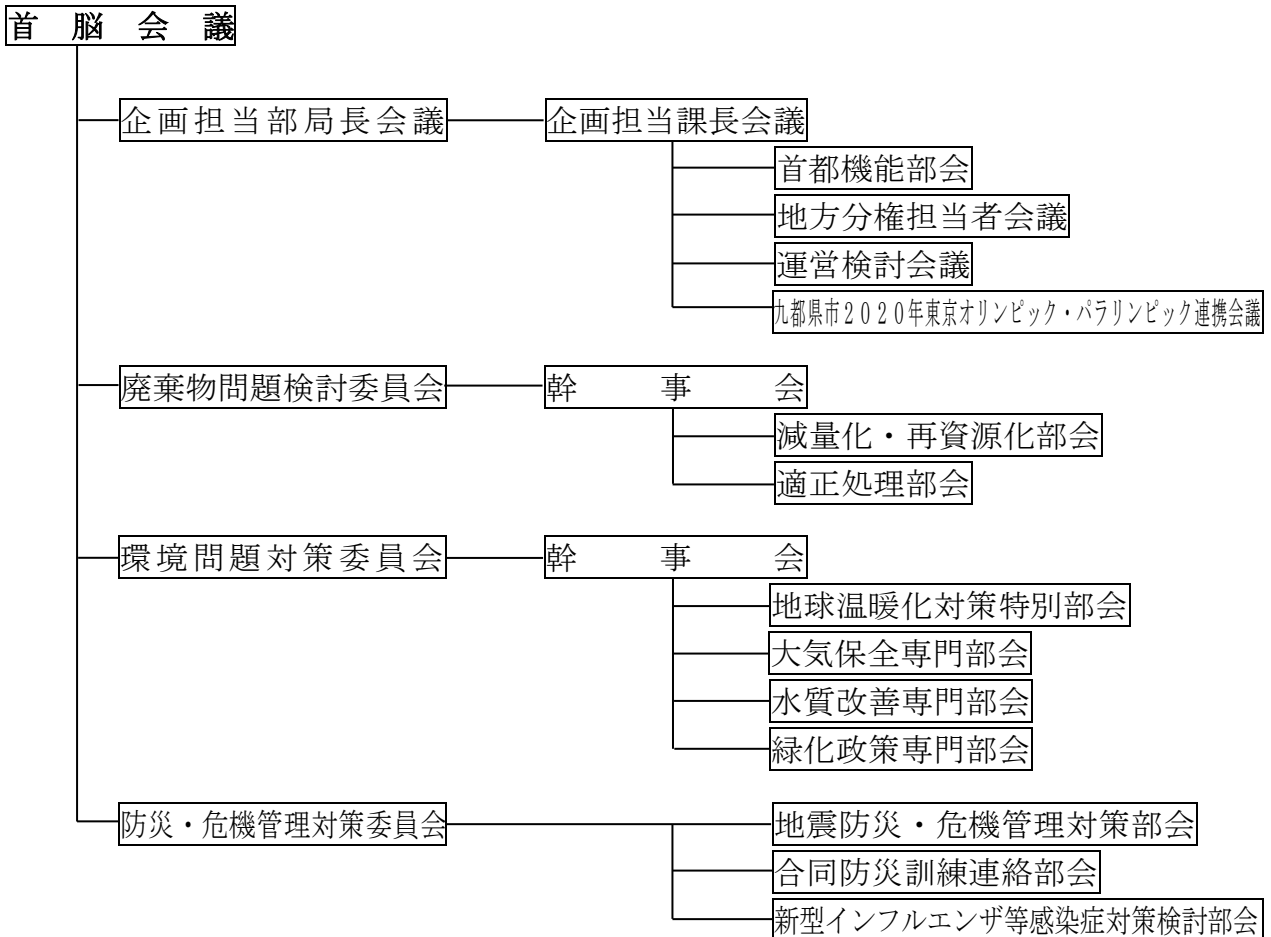 首脳会議
企画担当部局長会議
企画担当課長会議
首都機能部会
地方分権担当者会議
運営検討会議
九都県市２０２０年東京オリンピック・パラリンピック連携会議
廃棄物問題検討委員会
幹事会
減量化・再資源化部会
適正処理部会
環境問題対策委員会
幹事会
地球温暖化対策特別部会
大気保全専門部会
水質改善専門部会
緑化政策専門部会
防災・危機管理対策委員会
地震防災・危機管理対策部会
合同防災訓練連絡部会
新型インフルエンザ等感染症対策検討部会